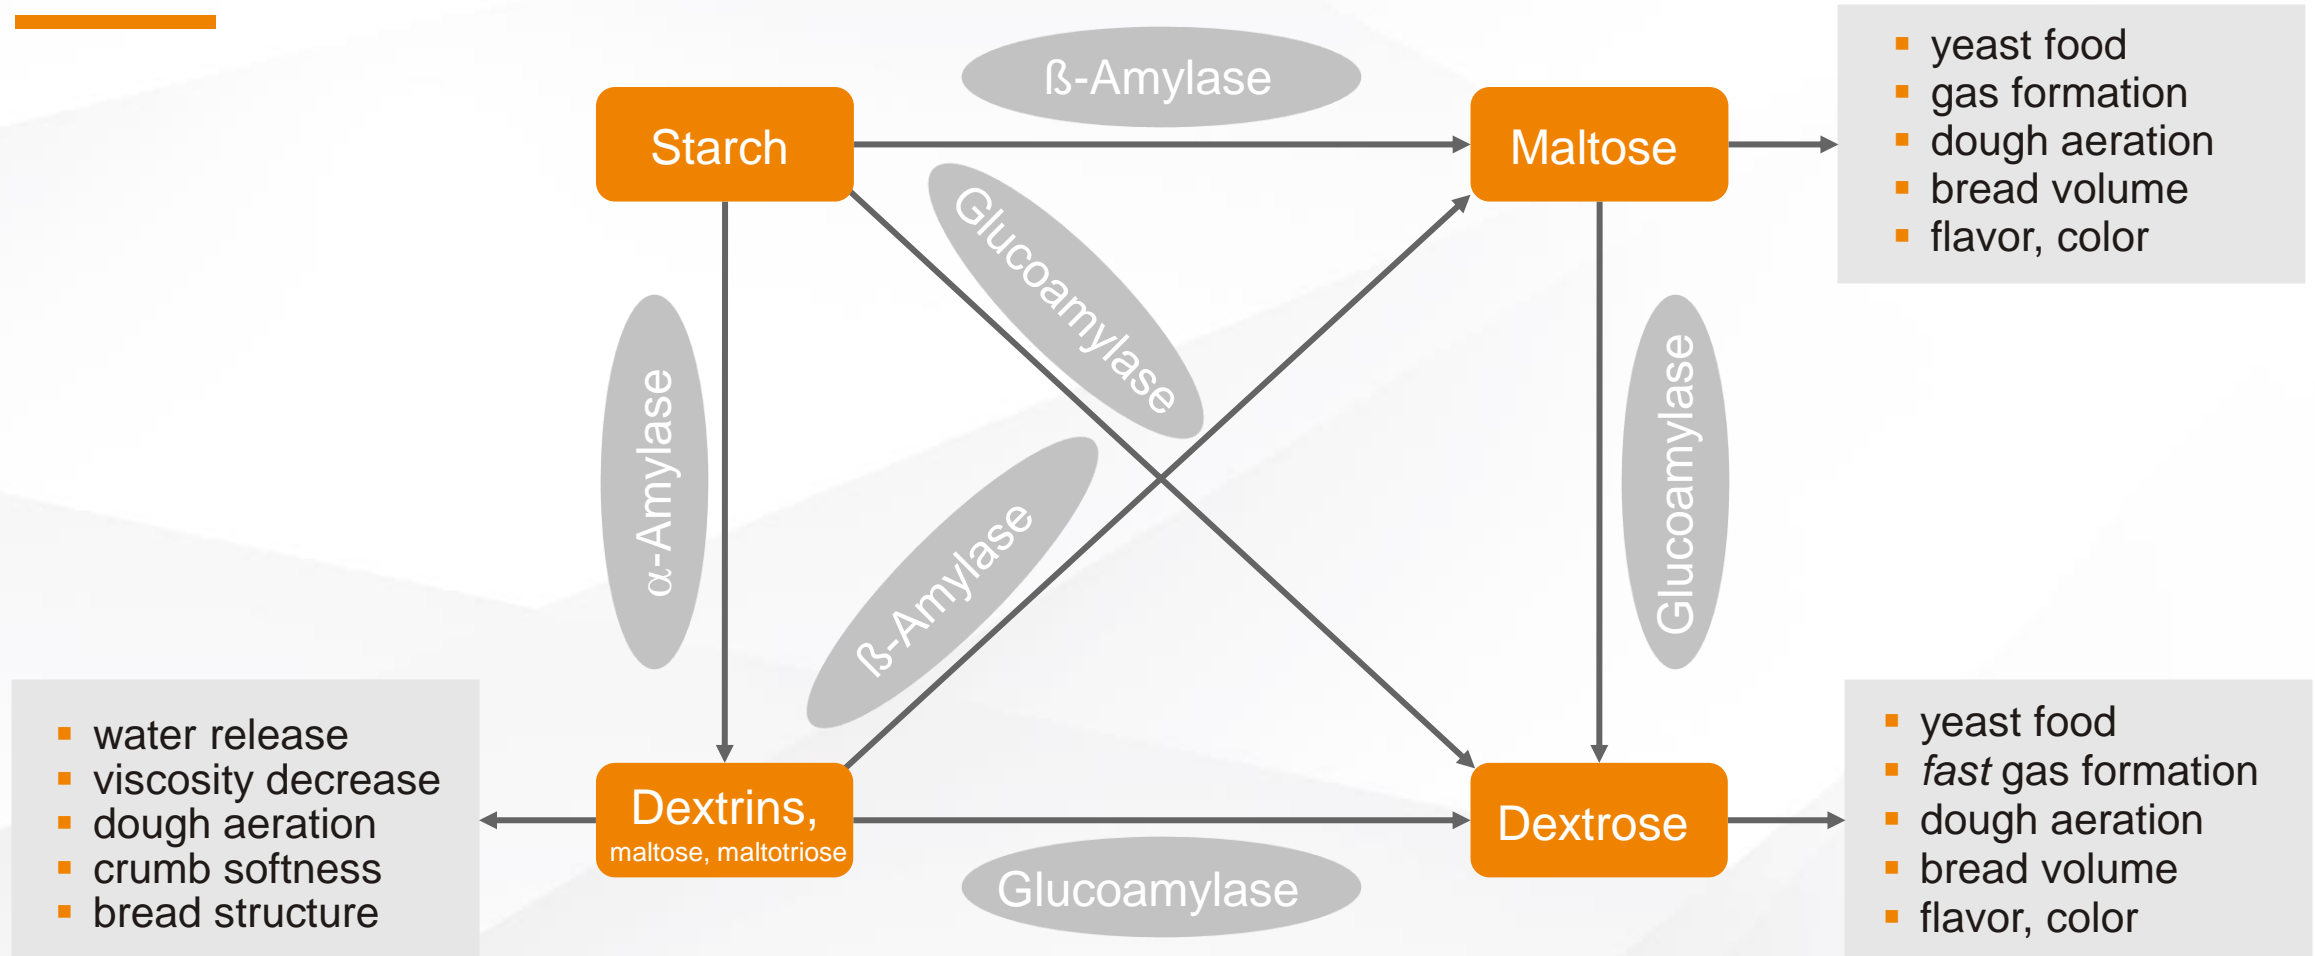 ß-Amylase
Starch
Maltose
▪ yeast food
▪ gas formation
▪ dough aeration
▪ bread volume
▪ flavor, color
Glucoamylase
α-Amylase
ß-Amylase
Glucoamylase
▪ water release
▪ viscosity decrease
▪ dough aeration
▪ crumb softness
▪ bread structure
Dextrins,
maltose, maltotriose
Glucoamylase
Dextrose
▪ yeast food
▪ fast gas formation
▪ dough aeration
▪ bread volume
▪ flavor, color